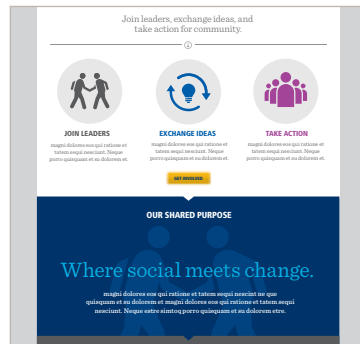 Join leaders, exchange ideas, and
take action for community.
JOIN LEADERS
magni dolores eos qui ratione et
tatem sequi nesciunt. Neque
porro quisquam et su dolorem et.
EXCHANGE IDEAS
magni dolores eos qui ratione et
tatem sequi nesciunt. Neque
porro quisquam et su dolorem et.
TAKE ACTION
magni dolores eos qui ratione et
tatem sequi nesciunt. Neque
porro quisquam et su dolorem et.
GET INVOLVED
OUR SHARED PURPOSE
Where social meets change.
magni dolores eos qui ratione et tatem sequi nescint ne que
quisquam et su dolorem et magni dolores eos qui ratione et tatem sequi
nesciunt. Neque estre simtoq porro quisquam et su dolorem etre.